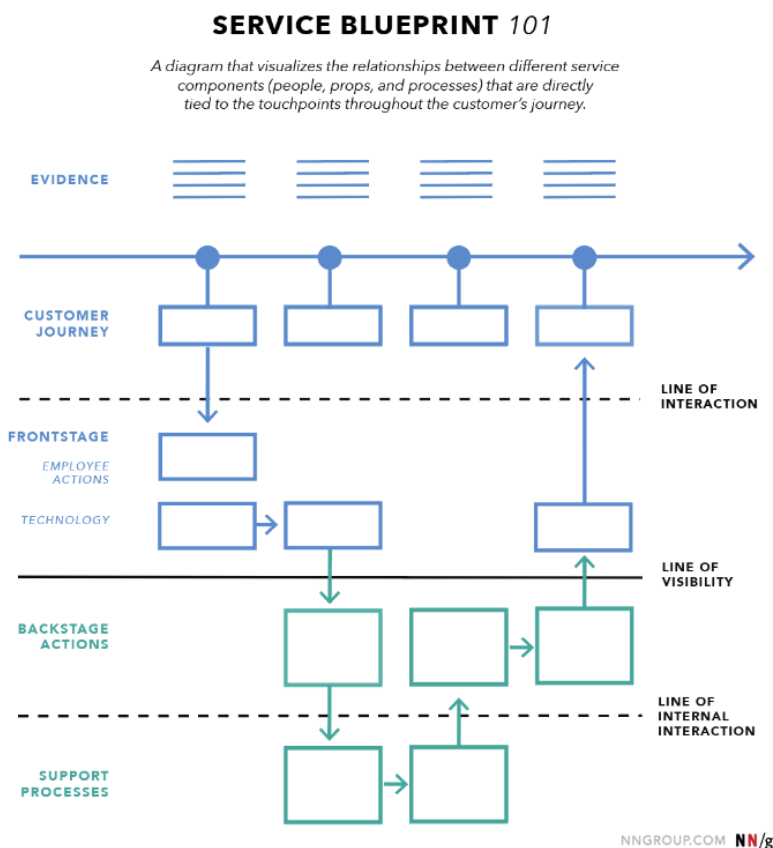 SERVICE BLUEPRINT 101
A diagram that visualizes the relationships between different service
components (people, props, and processes) that are directly
tied to the touchpoints throughout the customer's journey.
EVIDENCE
CUSTOMER
JOURNEY
LINE OF
INTERACTION
FRONTSTAGE
EMPLOYEE
ACTIONS
TECHNOLOGY
LINE OF
VISIBILITY
BACKSTAGE
ACTIONS
LINE OF
INTERNAL
INTERACTION
SUPPORT
PROCESSES
NNGROUP.COM NN/g